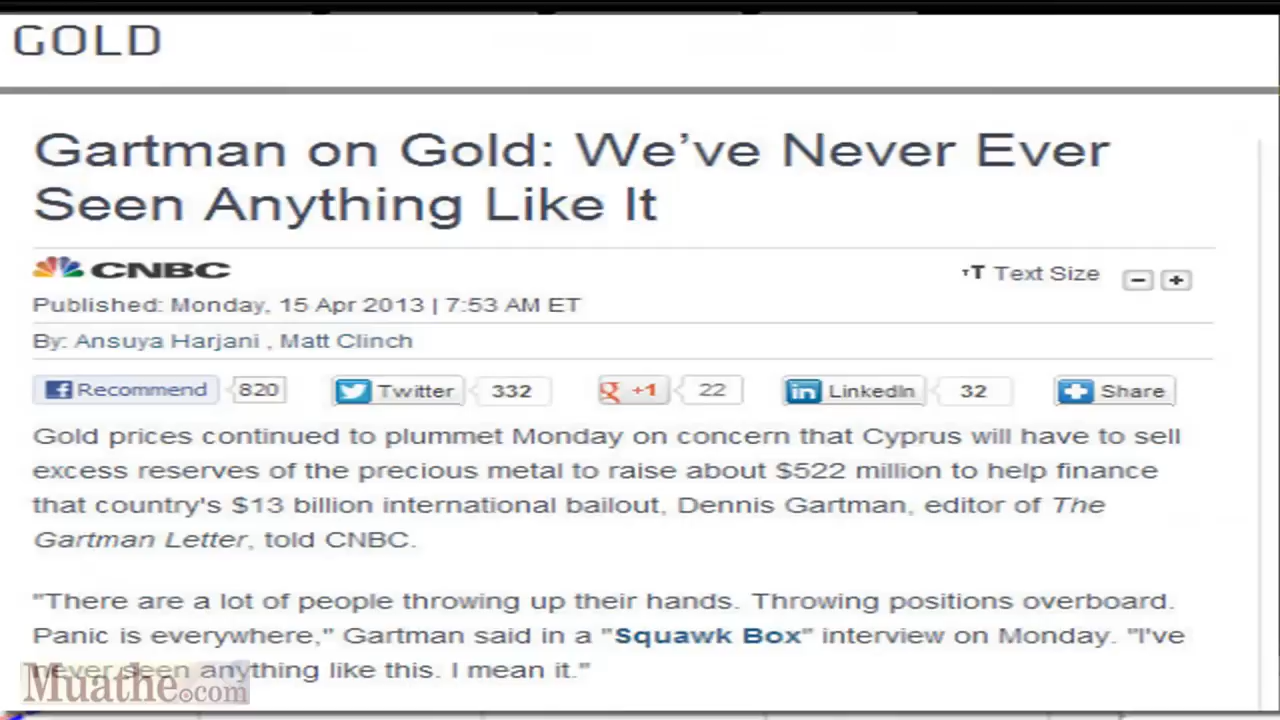 GOLD
Gartman on Gold: We've Never Ever
Seen Anything Like It
CNBC
TT Text Size - +
Published: Monday, 15 Apr 2013 | 7:53 AM ET
By: Ansuya Harjani , Matt Clinch
f Recommend 820 Twitter 332 g +1 22 in LinkedIn 32 + Share
Gold prices continued to plummet Monday on concern that Cyprus will have to sell
excess reserves of the precious metal to raise about $522 million to help finance
that country's $13 billion international bailout, Dennis Gartman, editor of The
Gartman Letter, told CNBC.
"There are a lot of people throwing up their hands. Throwing positions overboard.
Panic is everywhere," Gartman said in a "Squawk Box" interview on Monday. "I've
never seen anything like this. I mean it."
Muathe.com